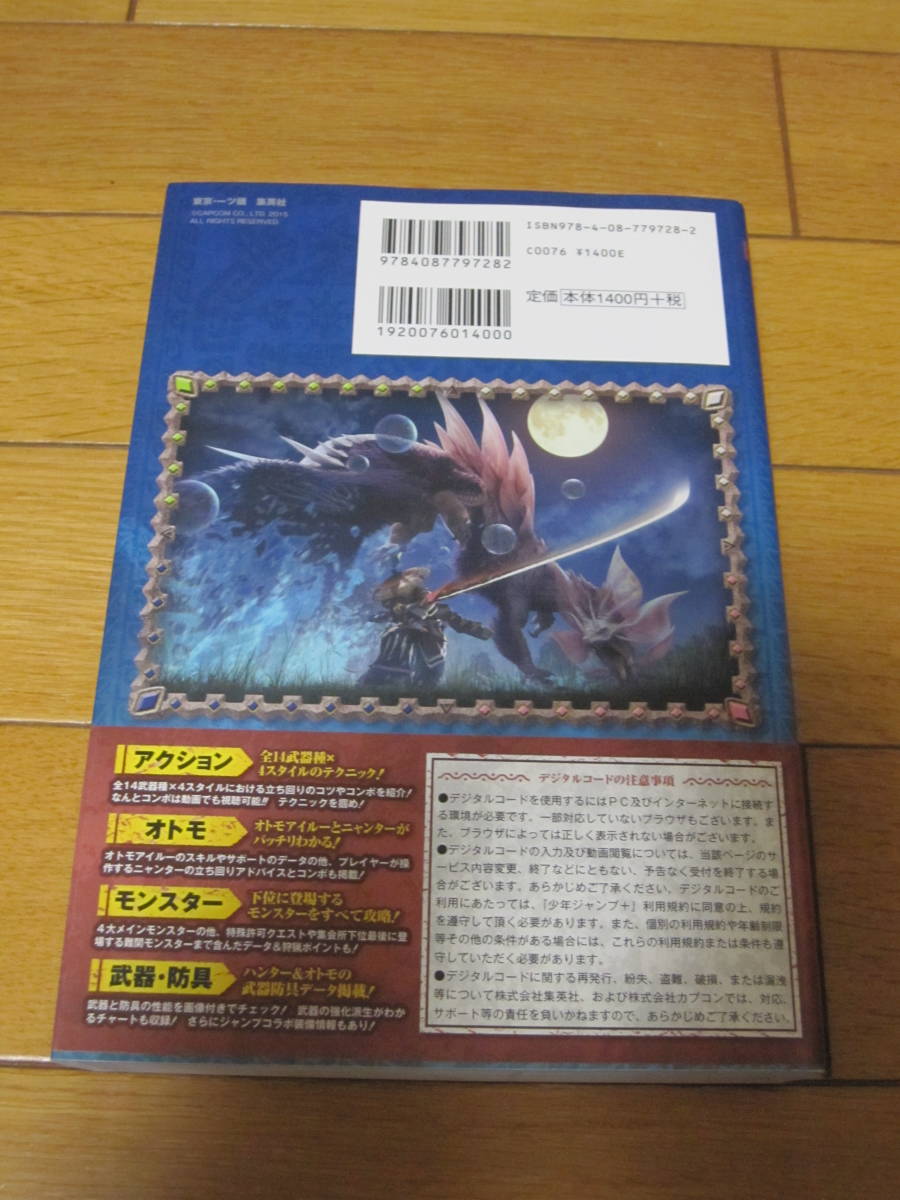 東京・一ツ橋 集英社
©CAPCOM CO., LTD. 2015
ALL RIGHTS RESERVED.
9784087797282
1920076014000
ISBN978-4-08-779728-2
C0076 ¥1400E
定価 本体1400円+税
アクション
全14武器種×
4スタイルのテクニック!
全14武器種×4スタイルにおける立ち回りのコツやコンボを紹介!
なんとコンボは動画でも視聴可能!! テクニックを掴め!
オトモ
オトモアイルーとニャンターが
バッチリわかる!
オトモアイルーのスキルやサポートのデータの他、プレイヤーが操
作するニャンターの立ち回りアドバイスとコンボも掲載!
モンスター
下位に登場する
モンスターをすべて攻略!
4大メインモンスターの他、特殊許可クエストや集会所下位最後に登
場する難関モンスターまで含んだデータ&狩猟ポイントも!
武器・防具
ハンター&オトモの
武器防具データ掲載!
武器と防具の性能を画像付きでチェック! 武器の強化派生がわか
るチャートも収録! さらにジャンプコラボ装備情報もあり!
デジタルコードの注意事項
●デジタルコードを使用するにはPC及びインターネットに接続す
る環境が必要です。一部対応していないブラウザもございます。ま
た、ブラウザによっては正しく表示されない場合がございます。
●デジタルコードの入力及び動画閲覧については、当該ページのサ
ービス内容変更、終了などにともない、予告なく受付を終了する場
合がございます。あらかじめご了承ください。デジタルコードのご
利用にあたっては、「少年ジャンプ+」利用規約に同意の上、規約
を遵守して頂く必要があります。また、個別の利用規約や年齢制限
等その他の条件がある場合には、これらの利用規約または条件も遵
守していただく必要があります。
●デジタルコードに関する再発行、紛失、盗難、破損、または漏洩
等について株式会社集英社、および株式会社カプコンでは、対応、
サポート等の責任を負いかねますので、あらかじめご了承ください。